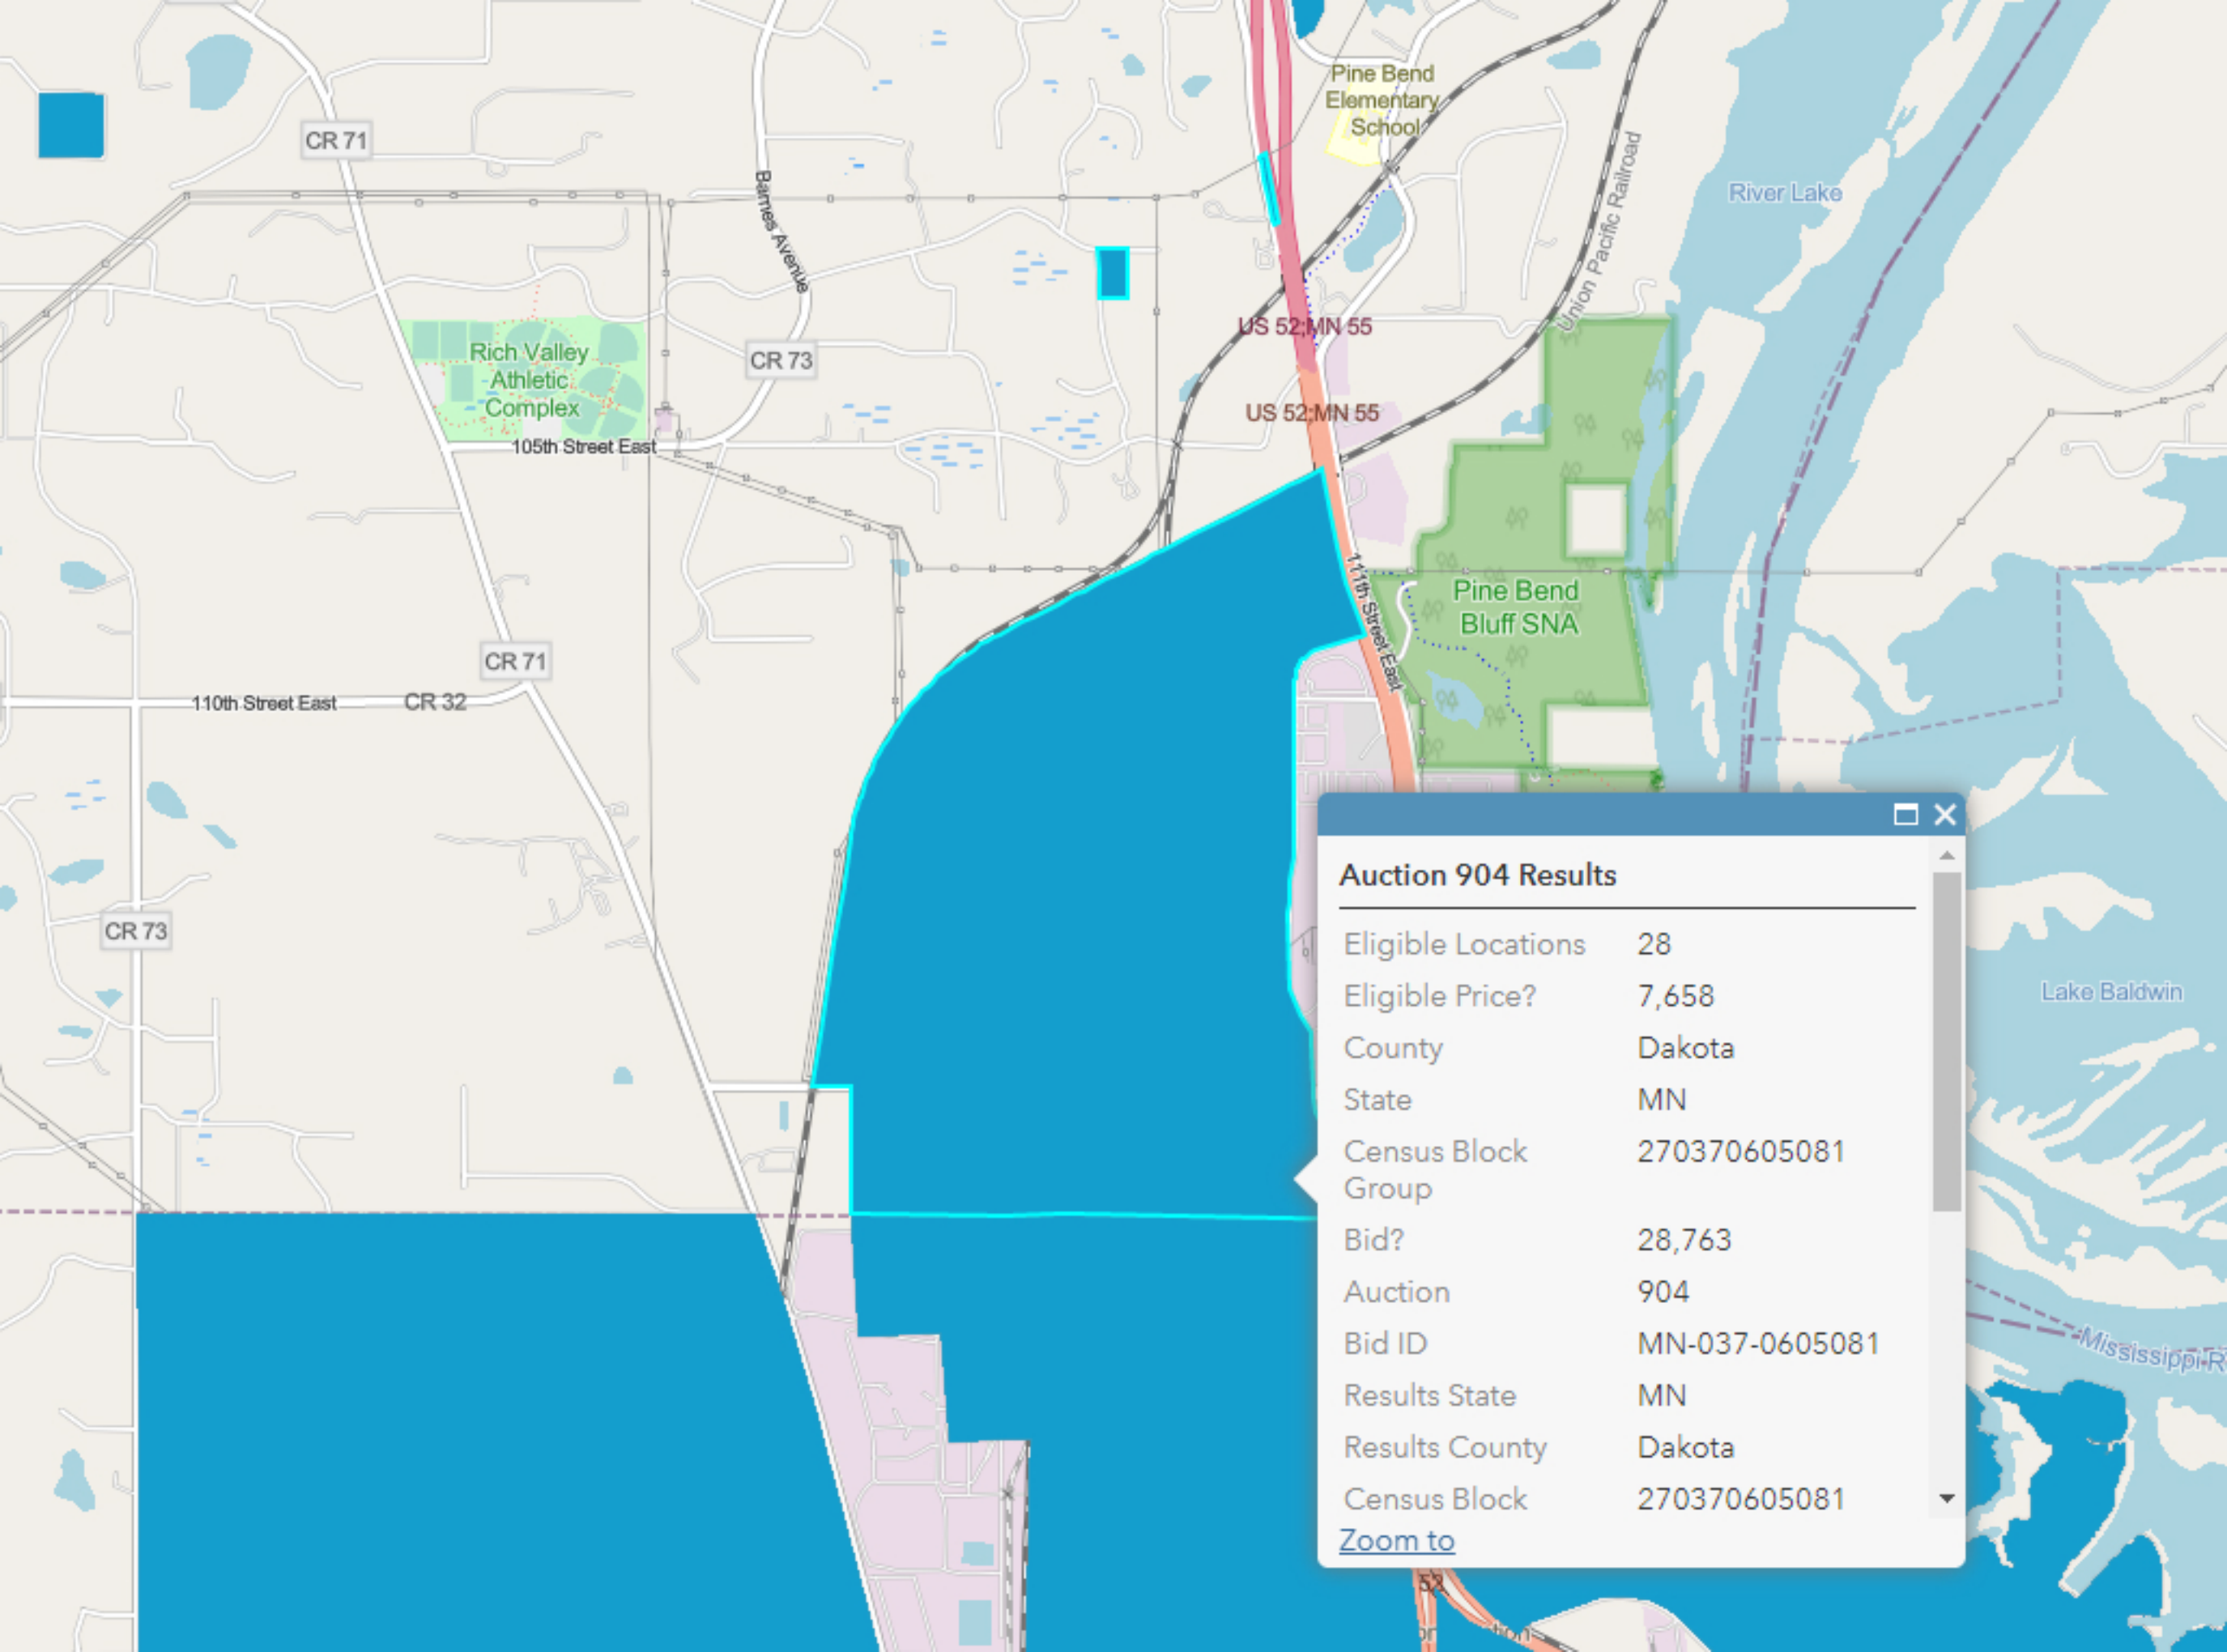 Pine Bend
Elementary
School
CR 71
Barnes Avenue
River Lake
Union Pacific Railroad
US 52;MN 55
Rich Valley
Athletic
Complex
CR 73
US 52;MN 55
105th Street East
111th Street East
Pine Bend
Bluff SNA
CR 71
110th Street East
CR 32
CR 73
Lake Baldwin
Auction 904 Results
Eligible Locations 28
Eligible Price? 7,658
County Dakota
State MN
Census Block 270370605081
Group
Bid? 28,763
Auction 904
Bid ID MN-037-0605081
Results State MN
Results County Dakota
Census Block 270370605081
Zoom to
Mississippi R
52